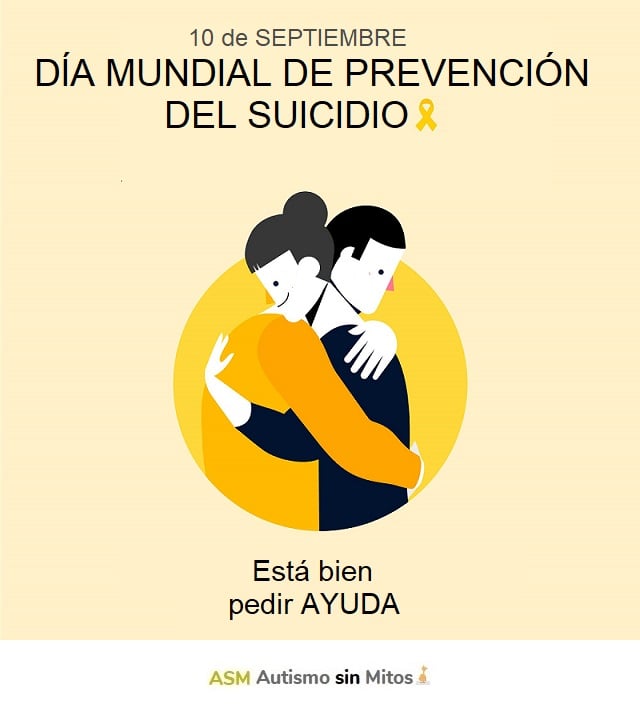 10 de SEPTIEMBRE
DÍA MUNDIAL DE PREVENCIÓN
DEL SUICIDIO
Está bien
pedir AYUDA
ASM Autismo sin Mitos